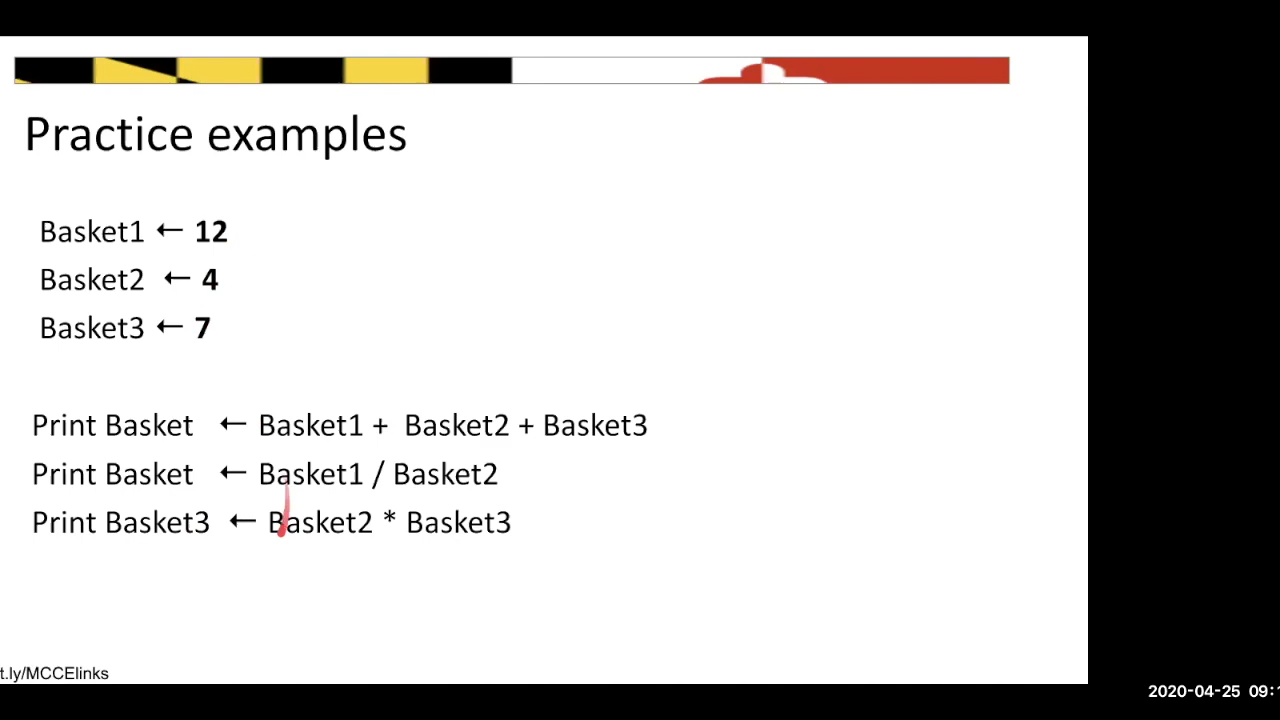 Practice examples
Basket1 ← 12
Basket2 ← 4
Basket3 ← 7
Print Basket ← Basket1 + Basket2 + Basket3
Print Basket ← Basket1 / Basket2
Print Basket3 ← Basket2 * Basket3
t.ly/MCCElinks
2020-04-25 09:1